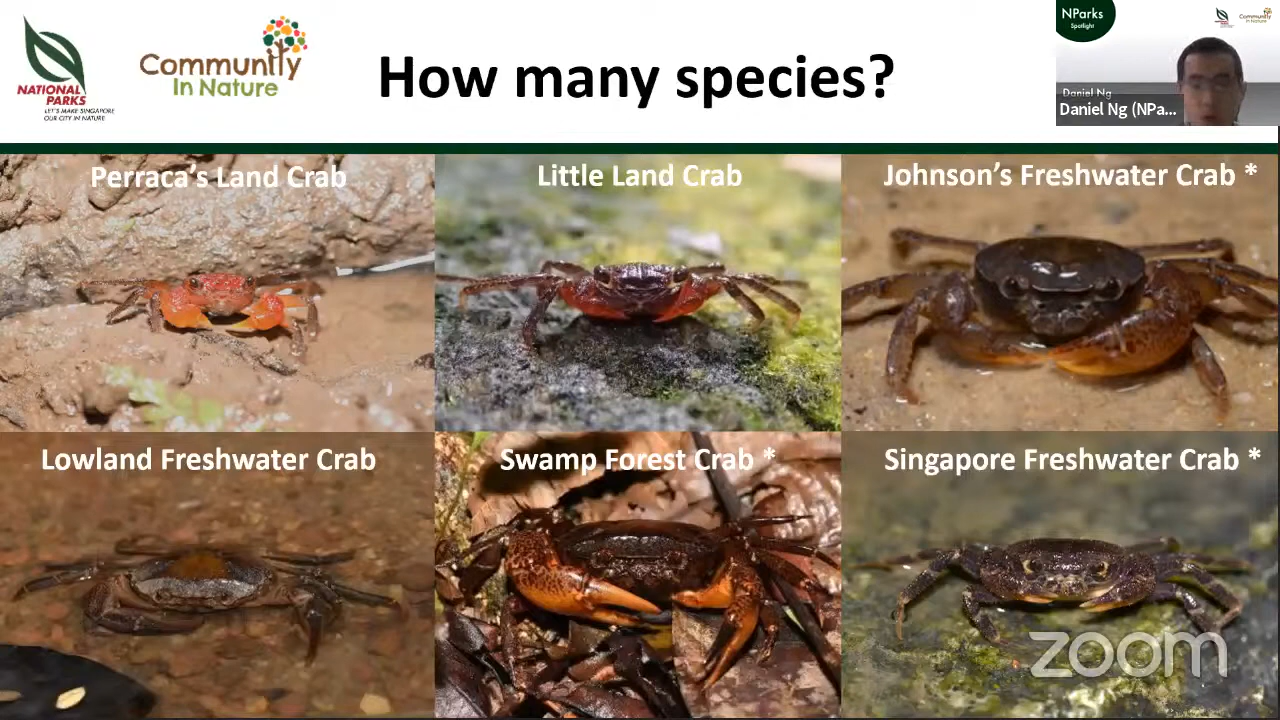 NATIONAL
PARKS
LET'S MAKE SINGAPORE
OUR CITY IN NATURE
Community
In Nature
How many species?
NParks
Spotlight
Daniel Ng
Daniel Ng (NPa...
Perraca's Land Crab
Little Land Crab
Johnson's Freshwater Crab *
Lowland Freshwater Crab
Swamp Forest Crab *
Singapore Freshwater Crab *
zoom